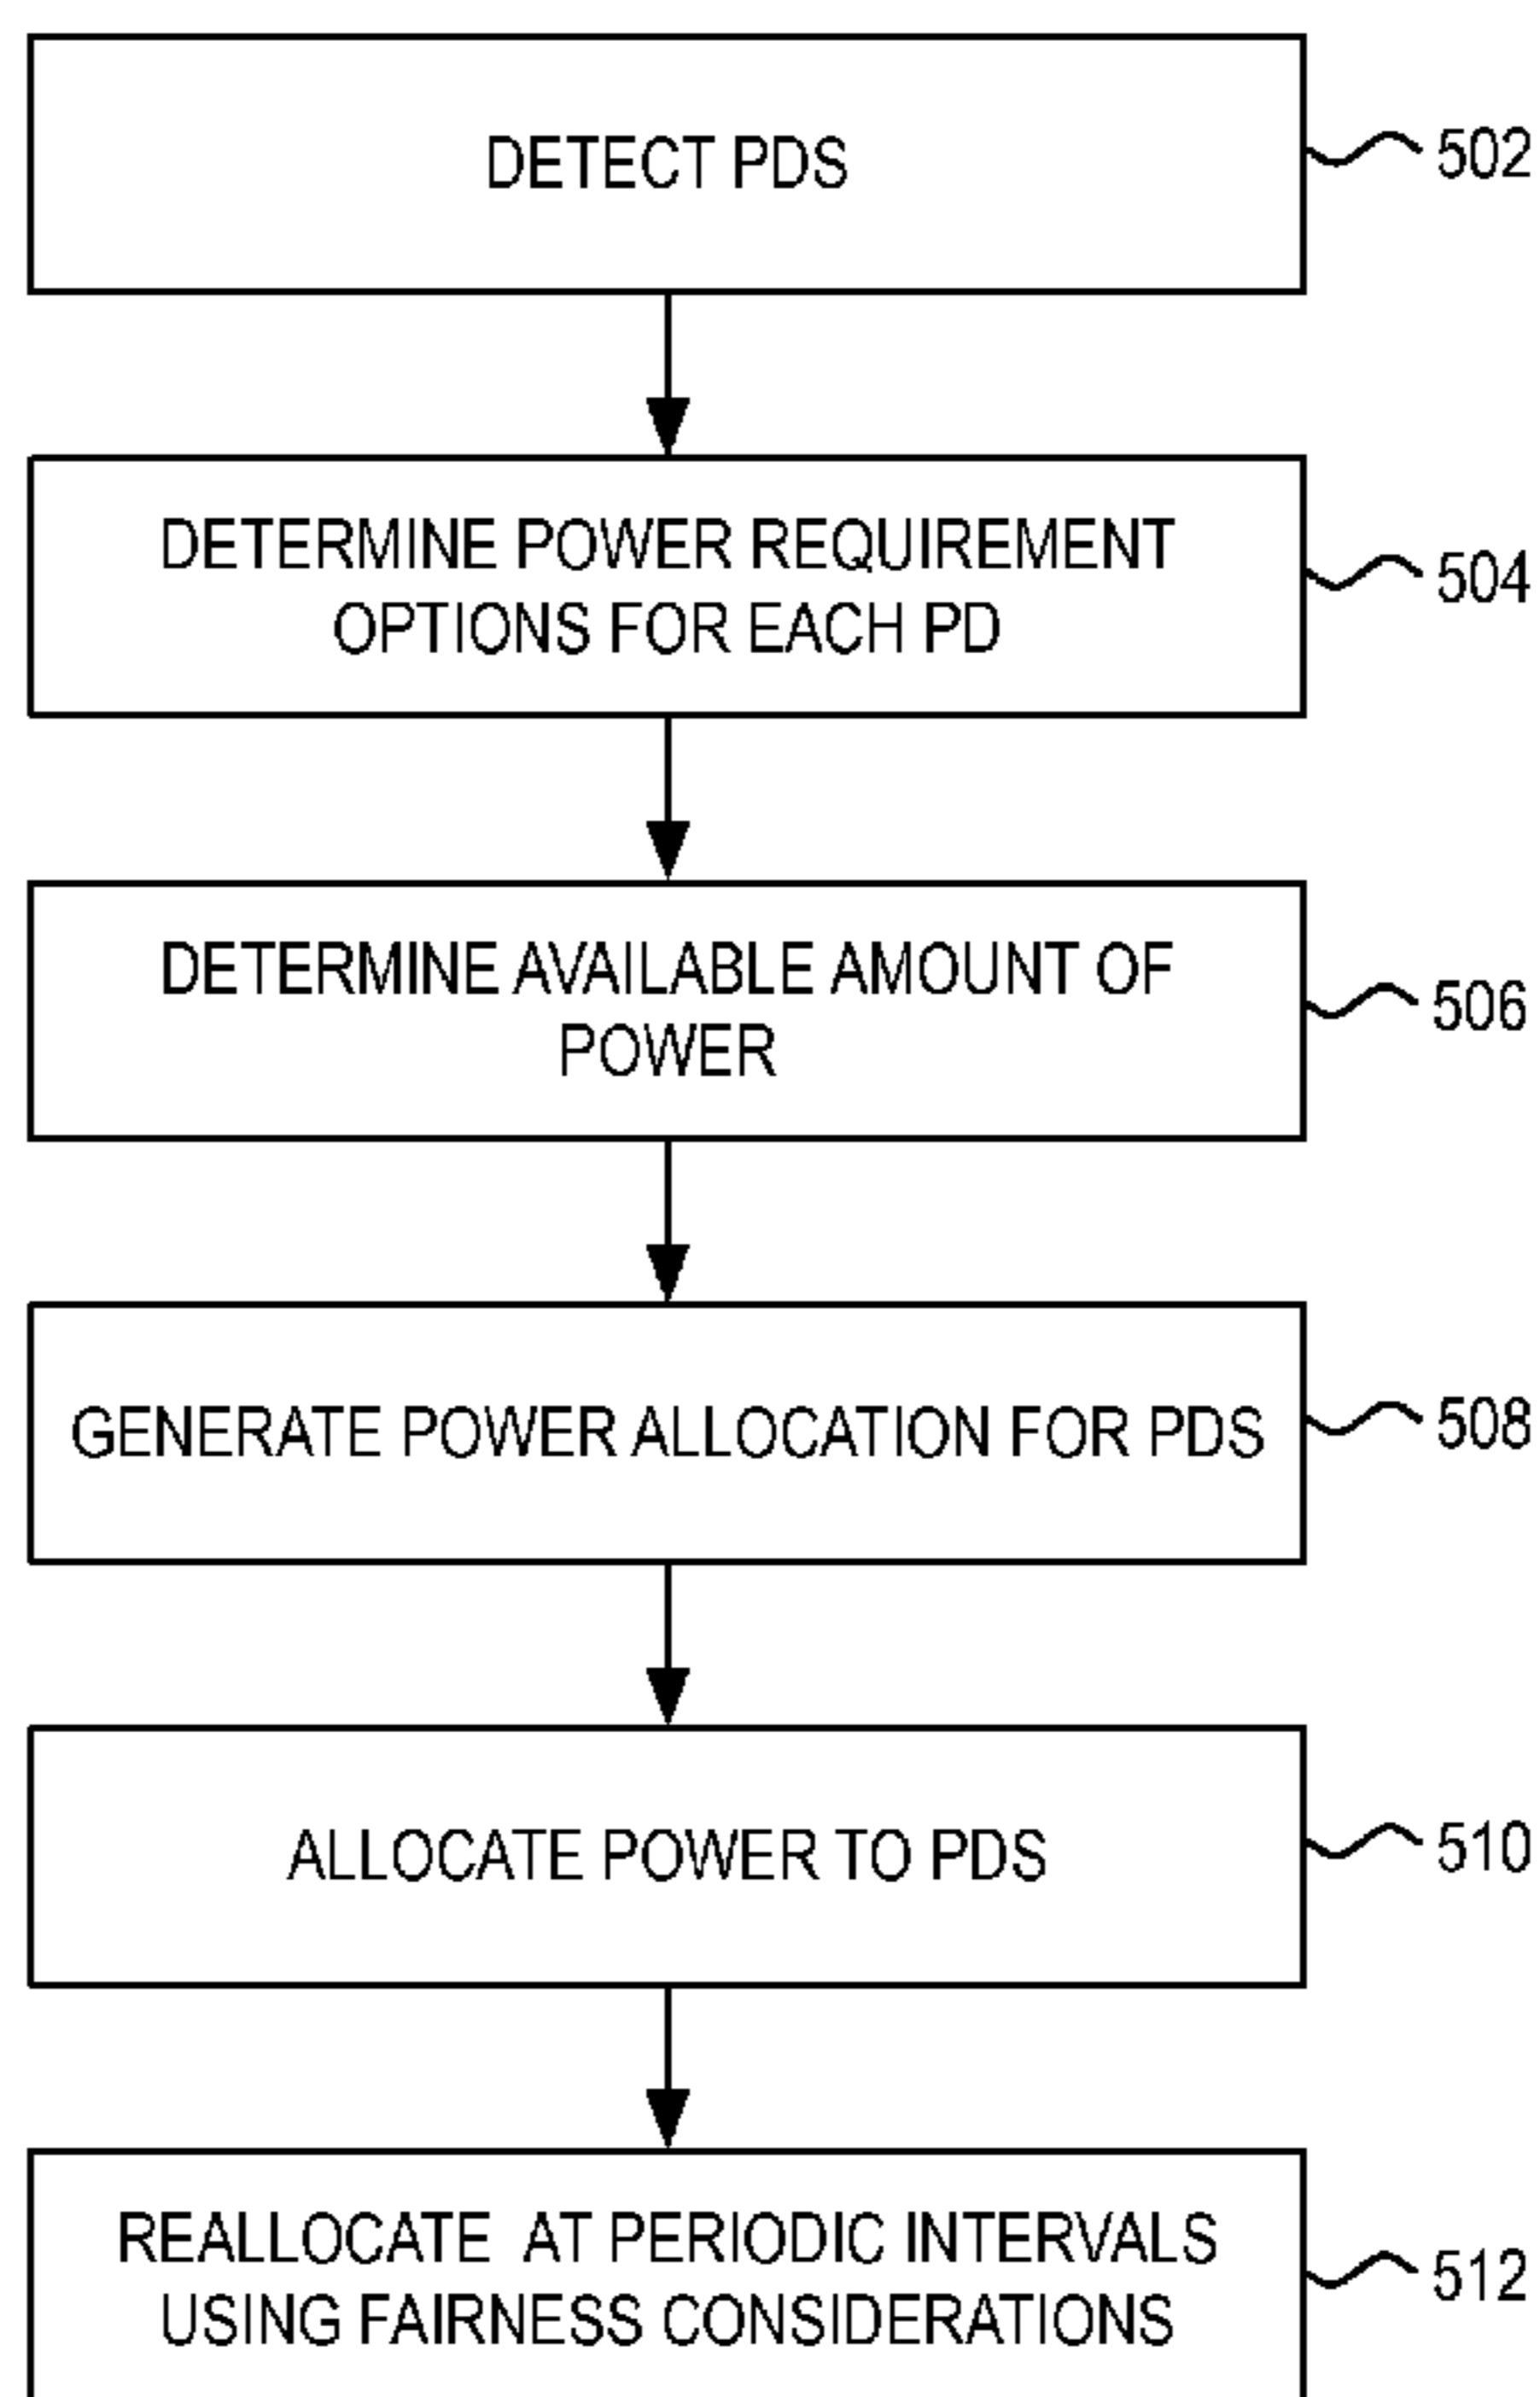 DETECT PDS
502
DETERMINE POWER REQUIREMENT
OPTIONS FOR EACH PD
504
DETERMINE AVAILABLE AMOUNT OF
POWER
506
GENERATE POWER ALLOCATION FOR PDS
508
ALLOCATE POWER TO PDS
510
REALLOCATE AT PERIODIC INTERVALS
USING FAIRNESS CONSIDERATIONS
512